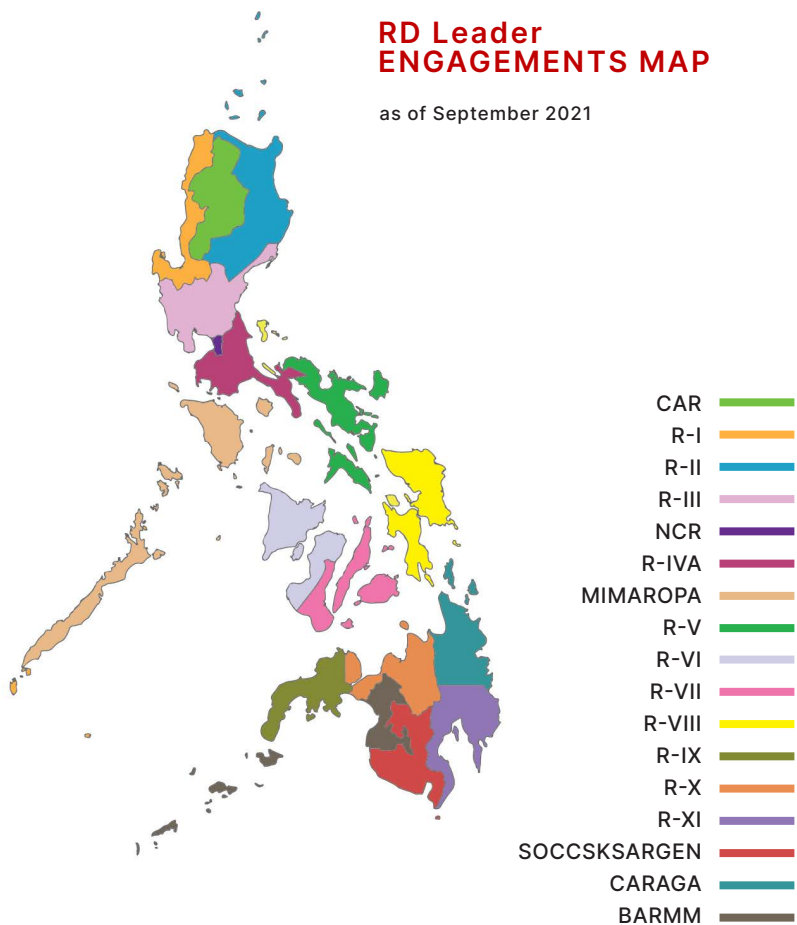 RD Leader
ENGAGEMENTS MAP
as of September 2021
CAR
R-I
R-II
R-III
NCR
R-IVA
MIMAROPA
R-V
R-VI
R-VII
R-VIII
R-IX
R-X
R-XI
SOCCSKSARGEN
CARAGA
BARMM